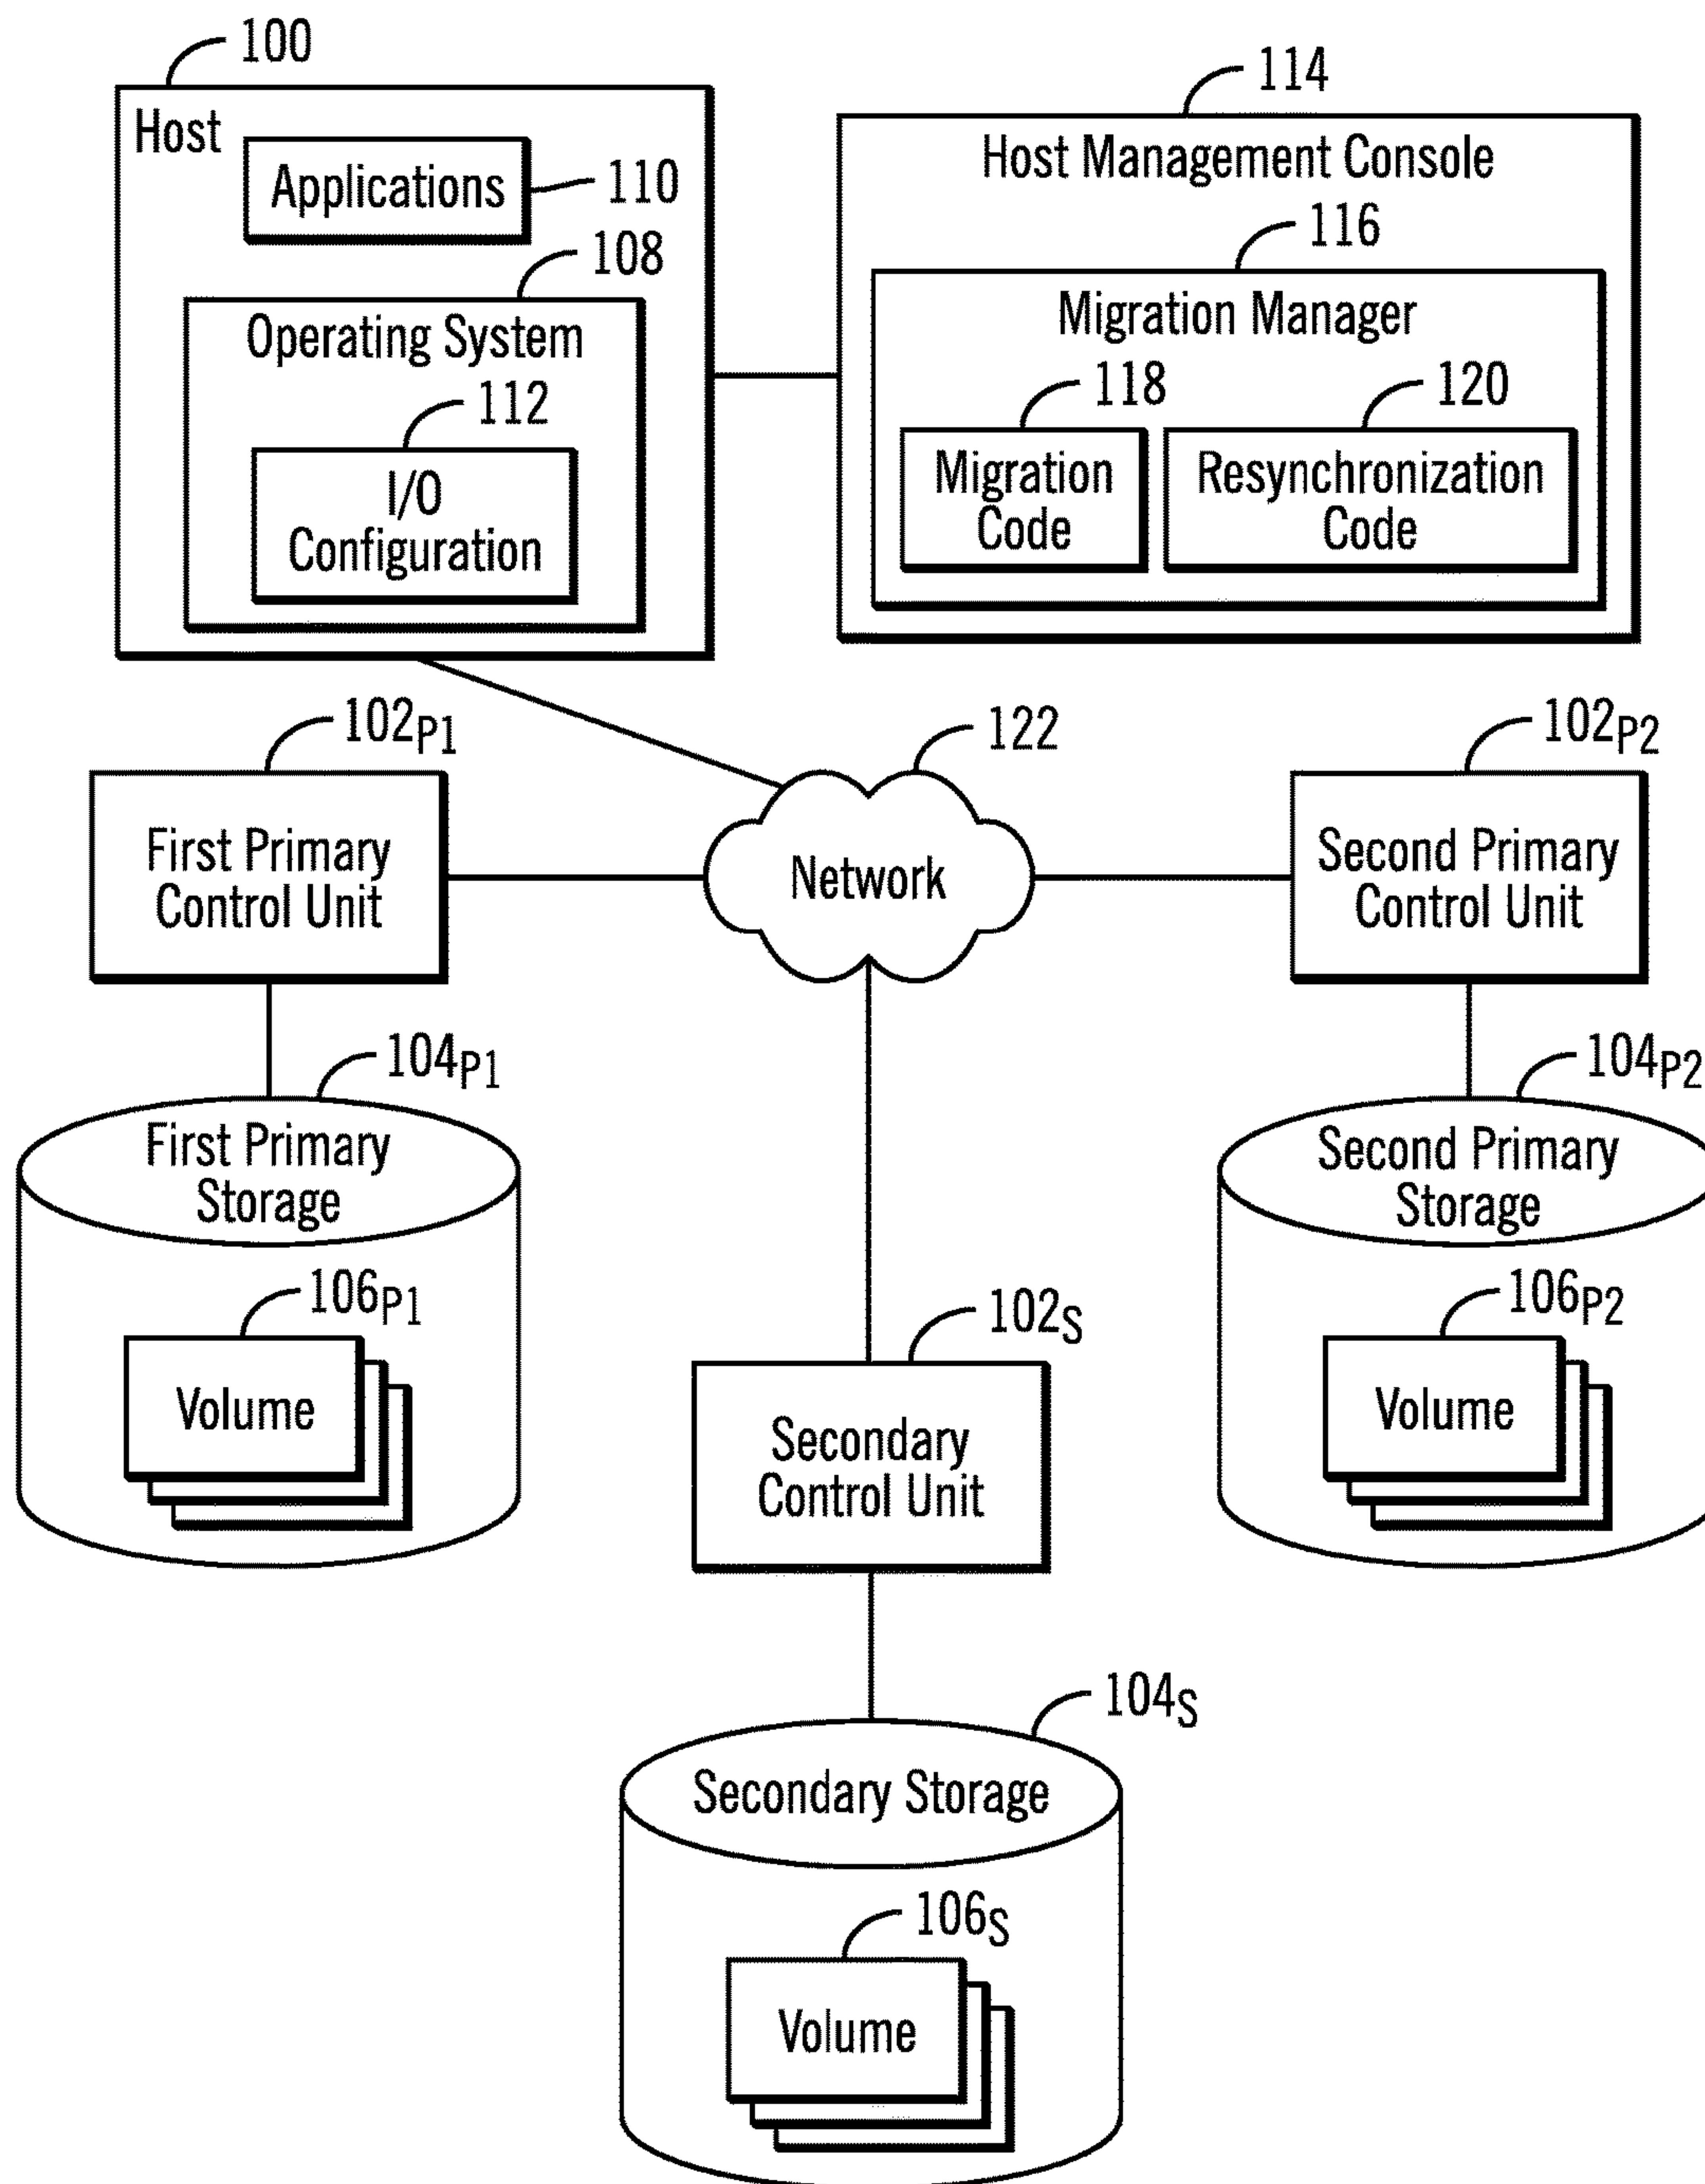 100
Host
Applications
110
108
Operating System
112
I/O
Configuration
114
Host Management Console
116
Migration Manager
118
Migration
Code
120
Resynchronization
Code
102P1
First Primary
Control Unit
122
Network
102P2
Second Primary
Control Unit
104P1
First Primary
Storage
106P1
Volume
104P2
Second Primary
Storage
106P2
Volume
102S
Secondary
Control Unit
104S
Secondary Storage
106S
Volume